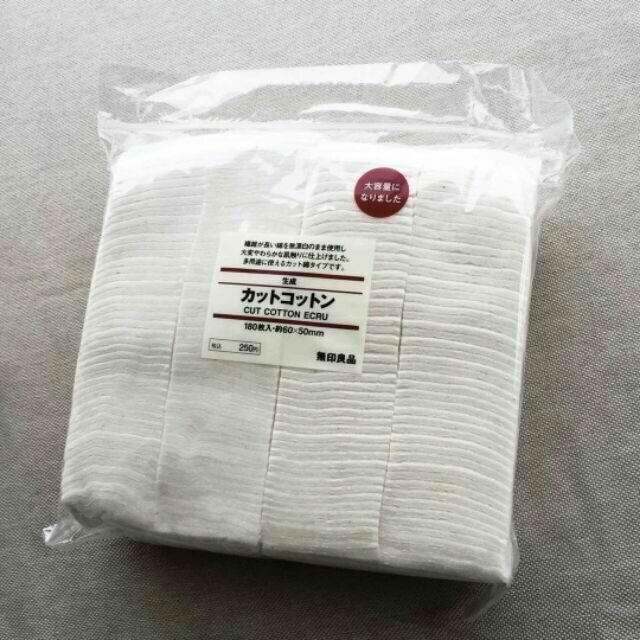 大容量に
なりました
繊維が長い綿を無漂白のまま使用し
大変やわらかな肌触りに仕上げました。
多用途に使えるカット綿タイプです。
生成
カットコットン
CUT COTTON ECRU
180枚入・約60×50mm
税込 250円
無印良品